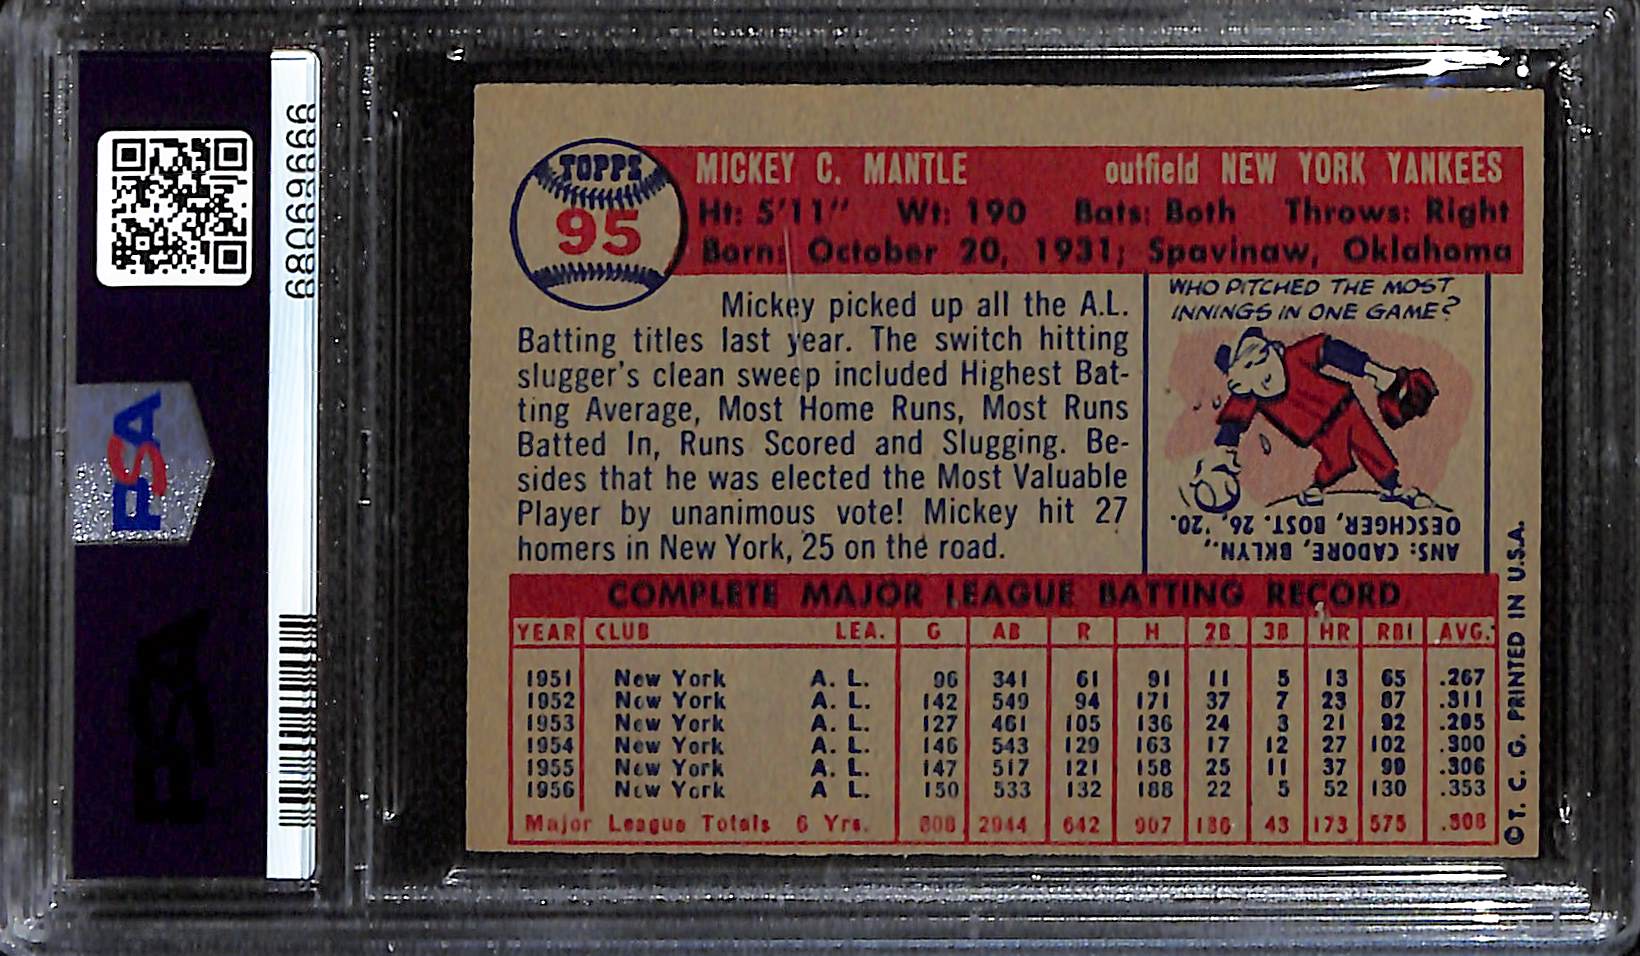 PSA
68069666
PSA
TOPPS
95
MICKEY C. MANTLE outfield NEW YORK YANKEES
Ht: 5'11" Wt: 190 Bats: Both Throws: Right
Born: October 20, 1931; Spavinaw, Oklahoma
Mickey picked up all the A.L.
Batting titles last year. The switch hitting
slugger's clean sweep included Highest Bat-
ting Average, Most Home Runs, Most Runs
Batted In, Runs Scored and Slugging. Be-
sides that he was elected the Most Valuable
Player by unanimous vote! Mickey hit 27
homers in New York, 25 on the road.
WHO PITCHED THE MOST
INNINGS IN ONE GAME?
ANS: CADORE, BKLYN.,
OESCHGER, BOST. 26, '20.
COMPLETE MAJOR LEAGUE BATTING RECORD
YEAR CLUB LEA. G AB R H 2B 3B HR RBI AVG.
1951 New York A. L. 96 341 61 91 11 5 13 65 .267
1952 New York A. L. 142 549 94 171 37 7 23 87 .311
1953 New York A. L. 127 461 105 136 24 3 21 92 .295
1954 New York A. L. 146 543 129 163 17 12 27 102 .300
1955 New York A. L. 147 517 121 158 25 11 37 99 .306
1956 New York A L. 150 533 132 188 22 5 52 130 .353
Major League Totals 6 Yrs. 808 2944 642 907 136 43 173 575 .308
©T. C. G. PRINTED IN U.S.A.